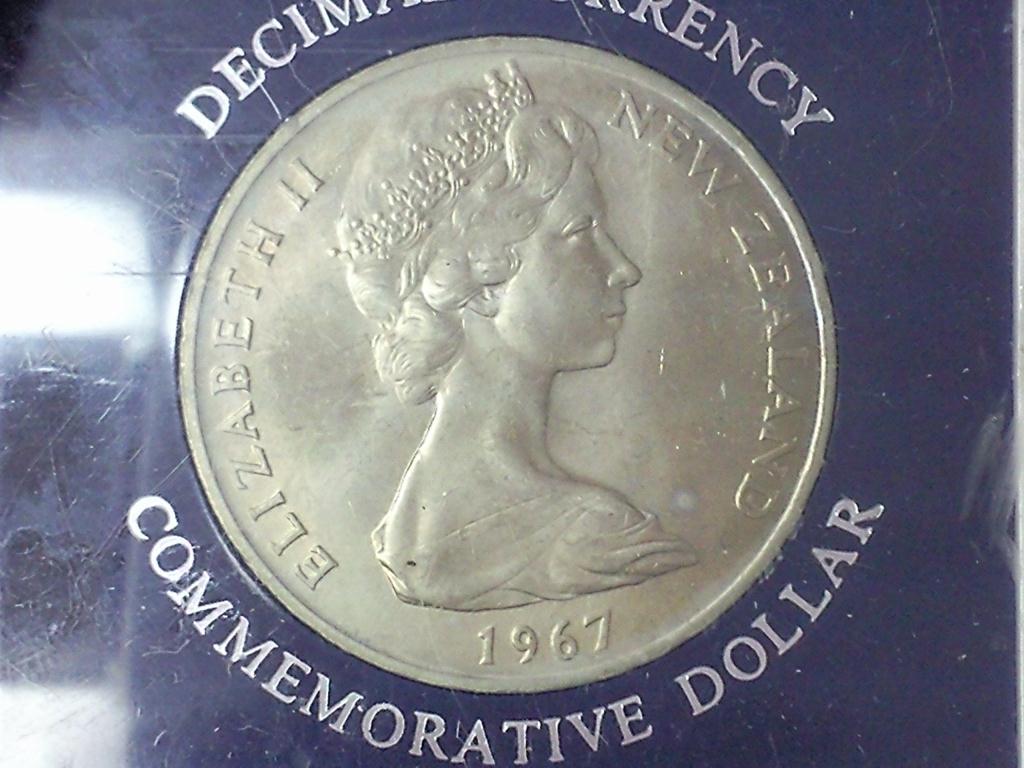 DECIMAL CURRENCY
ELIZABETH II
NEW ZEALAND
1967
COMMEMORATIVE DOLLAR